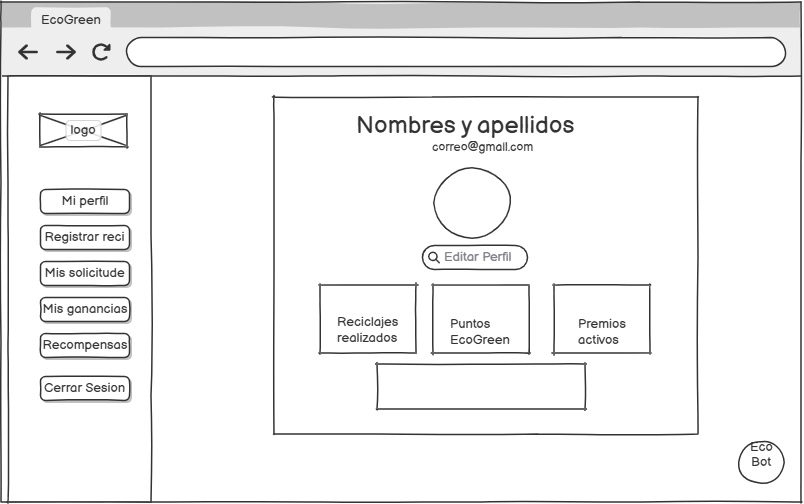 EcoGreen
logo
Mi perfil
Registrar reci
Mis solicitude
Mis ganancias
Recompensas
Cerrar Sesion
Nombres y apellidos
correo@gmail.com
Editar Perfil
Reciclajes
realizados
Puntos
EcoGreen
Premios
activos
Eco
Bot